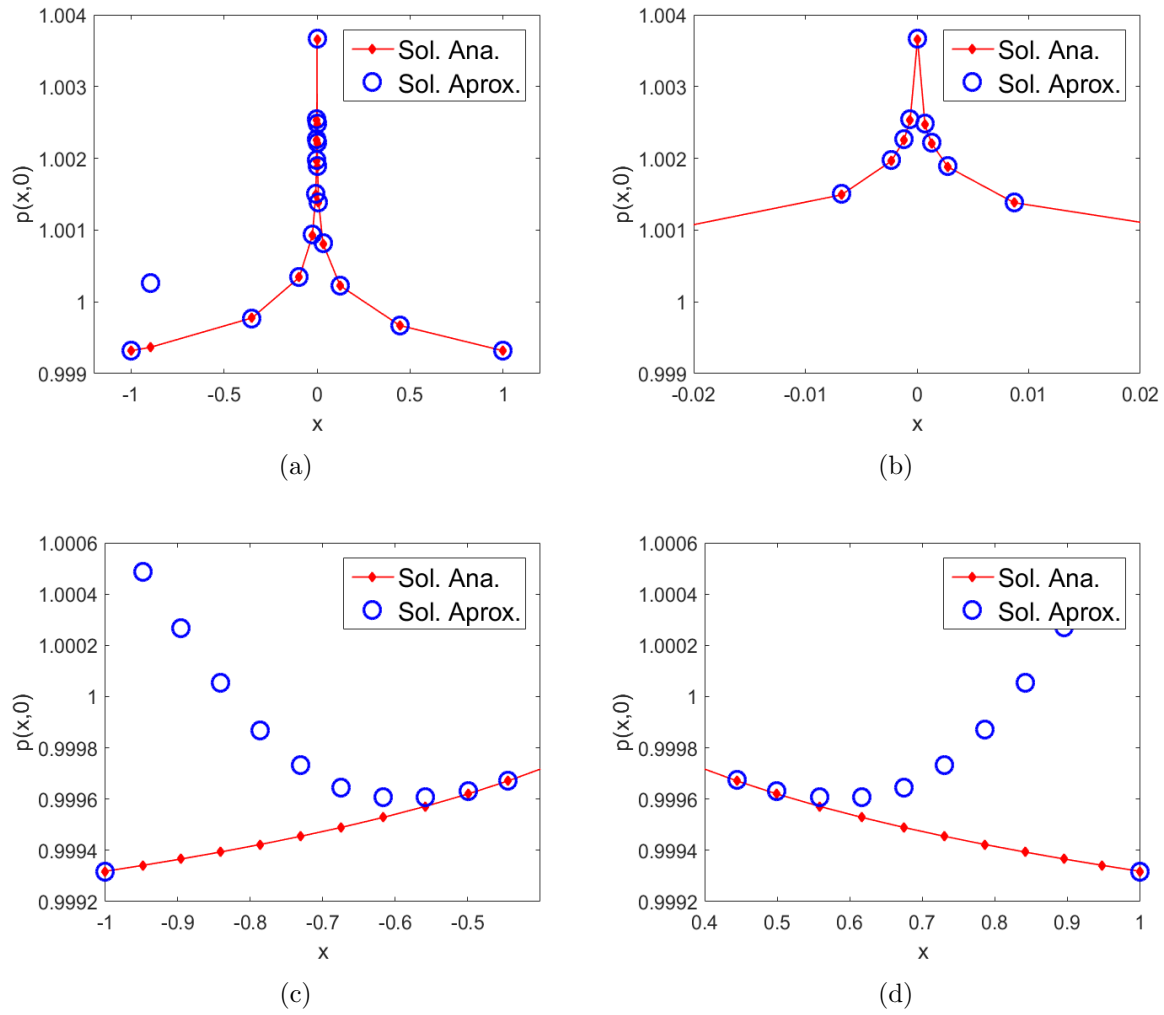 1.004
1.003
1.002
1.001
1
0.999
p(x,0)
-1
-0.5
0
0.5
1
x
Sol. Ana.
Sol. Aprox.
(a)
1.004
1.003
1.002
1.001
1
0.999
p(x,0)
-0.02
-0.01
0
0.01
0.02
x
Sol. Ana.
Sol. Aprox.
(b)
1.0006
1.0004
1.0002
1
0.9998
0.9996
0.9994
0.9992
p(x,0)
-1
-0.9
-0.8
-0.7
-0.6
-0.5
x
Sol. Ana.
Sol. Aprox.
(c)
1.0006
1.0004
1.0002
1
0.9998
0.9996
0.9994
0.9992
p(x,0)
0.4
0.5
0.6
0.7
0.8
0.9
1
x
Sol. Ana.
Sol. Aprox.
(d)